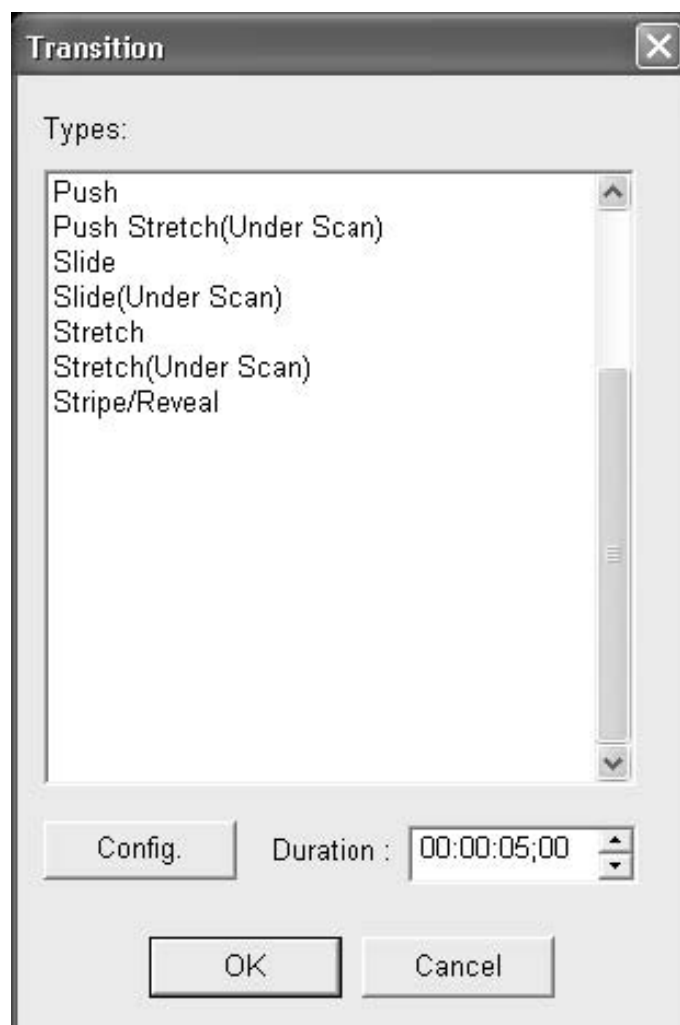 Transition
Types:
Push
Push Stretch(Under Scan)
Slide
Slide(Under Scan)
Stretch
Stretch(Under Scan)
Stripe/Reveal
Config. Duration : 00:00:05;00
OK Cancel